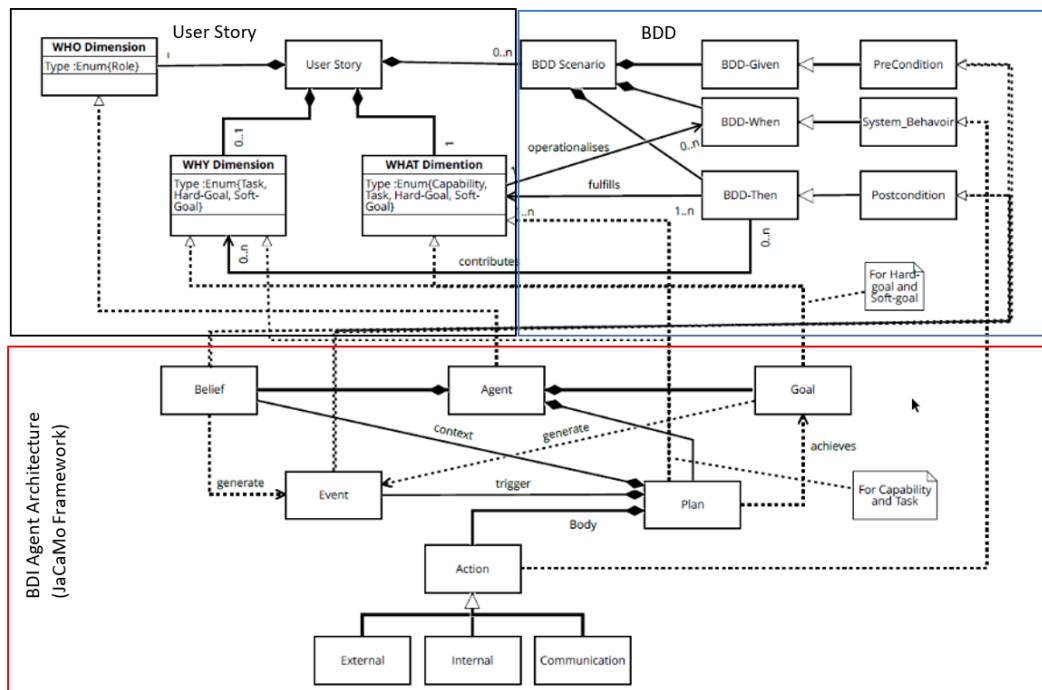 User Story
BDD
WHO Dimension
Type :Enum{Role}
1
User Story
0..n
BDD Scenario
BDD-Given
PreCondition
BDD-When
System_Behavoir
0..n
operationalises
0..1
1
WHY Dimension
Type :Enum{Task,
Hard-Goal, Soft-
Goal}
WHAT Dimention
Type :Enum{Capability,
Task, Hard-Goal, Soft-
Goal}
fulfills
1..n
BDD-Then
Postcondition
..n
0..n
0..n
contributes
For Hard-
goal and
Soft-goal
BDI Agent Architecture
(JaCaMo Framework)
Belief
Agent
Goal
context
generate
achieves
generate
Event
trigger
Plan
For Capability
and Task
Body
Action
External
Internal
Communication